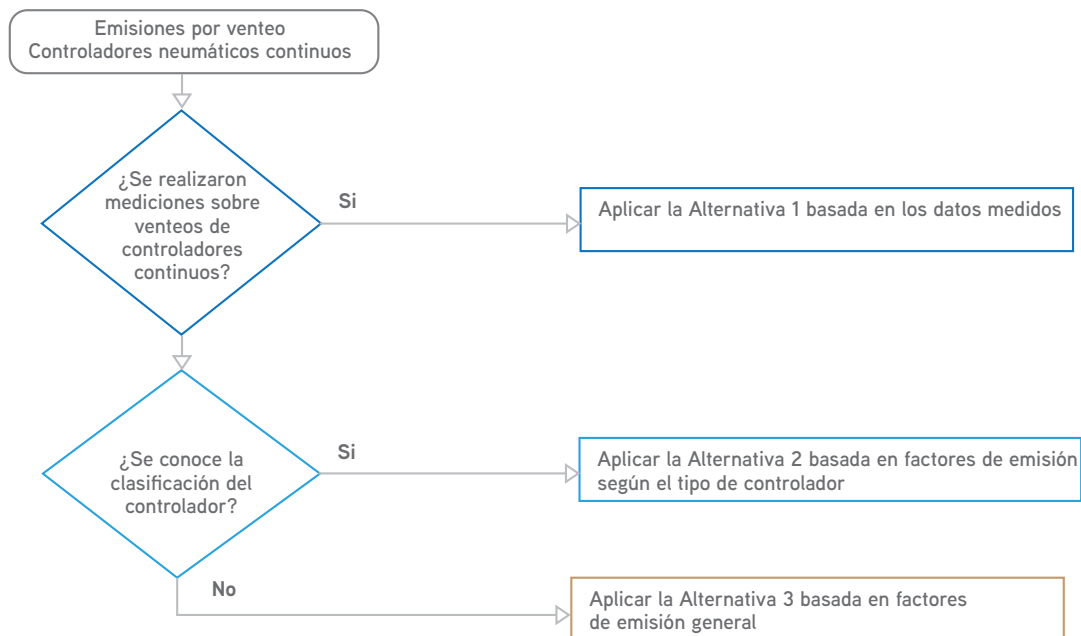 Emisiones por venteo
Controladores neumáticos continuos
¿Se realizaron
mediciones sobre
venteos de
controladores
continuos?
Si
Aplicar la Alternativa 1 basada en los datos medidos
¿Se conoce la
clasificación del
controlador?
Si
Aplicar la Alternativa 2 basada en factores de emisión
según el tipo de controlador
No
Aplicar la Alternativa 3 basada en factores
de emisión general